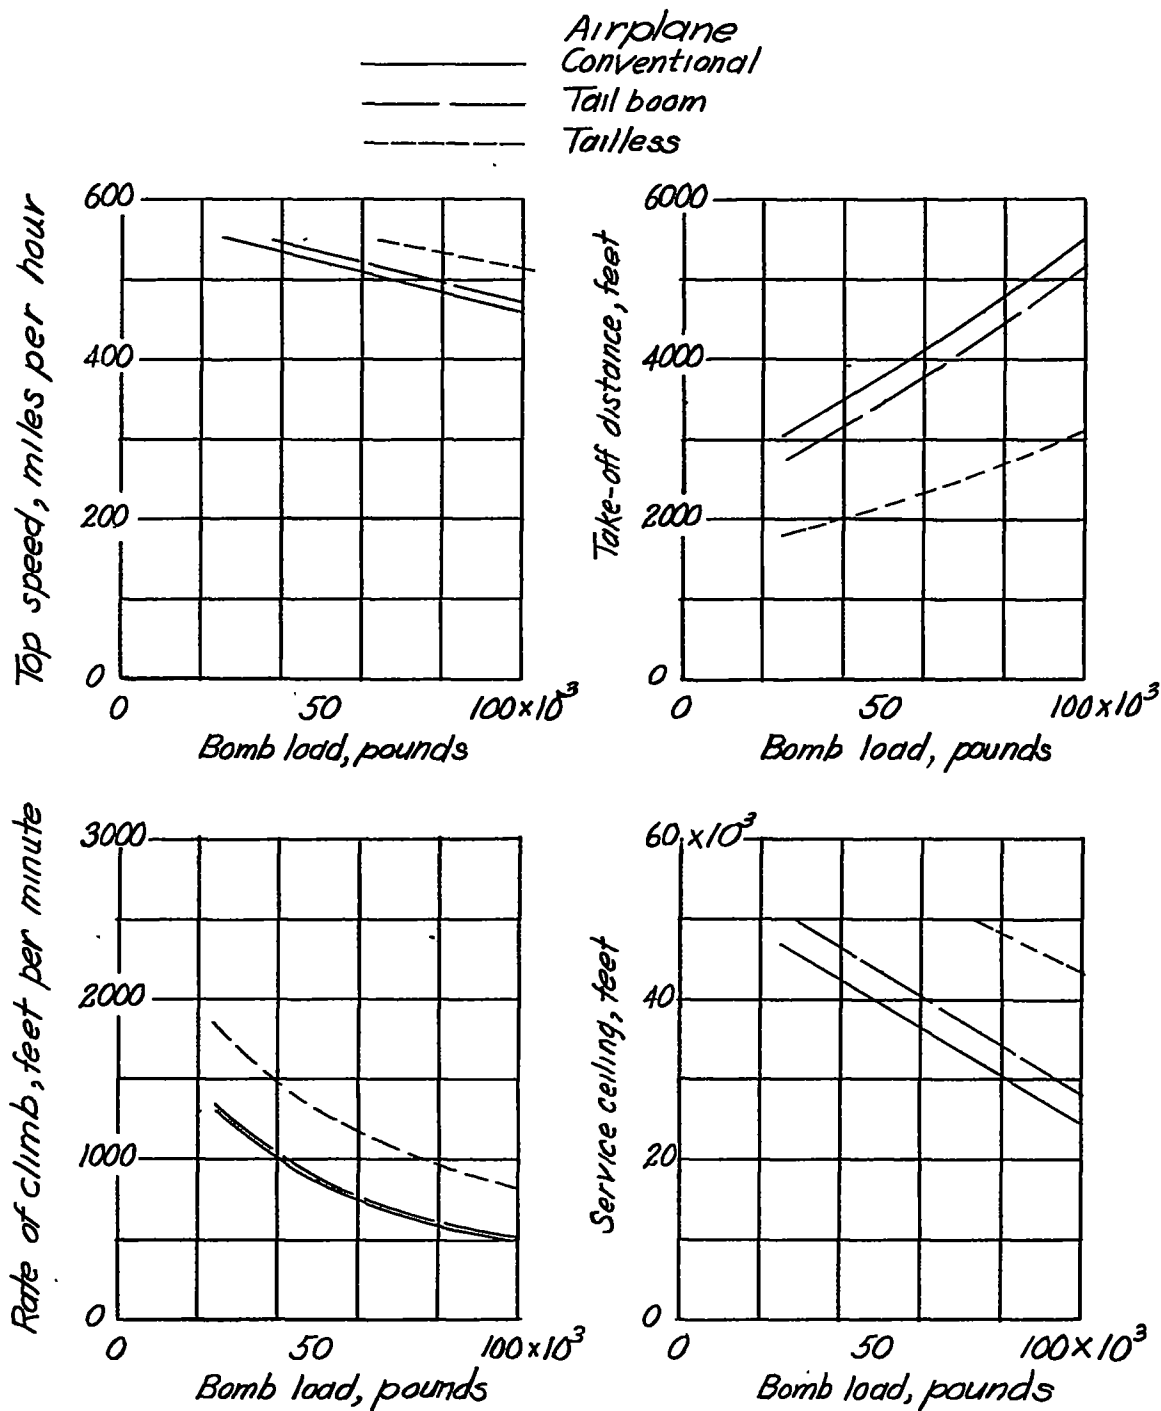 Airplane
Conventional
Tail boom
Tailless
Top speed, miles per hour
600
400
200
0
0 50 100×10³
Bomb load, pounds
Take-off distance, feet
6000
4000
2000
0
0 50 100×10³
Bomb load, pounds
Rate of climb, feet per minute
3000
2000
1000
0
0 50 100×10³
Bomb load, pounds
Service ceiling, feet
60×10³
40
20
0
0 50 100×10³
Bomb load, pounds